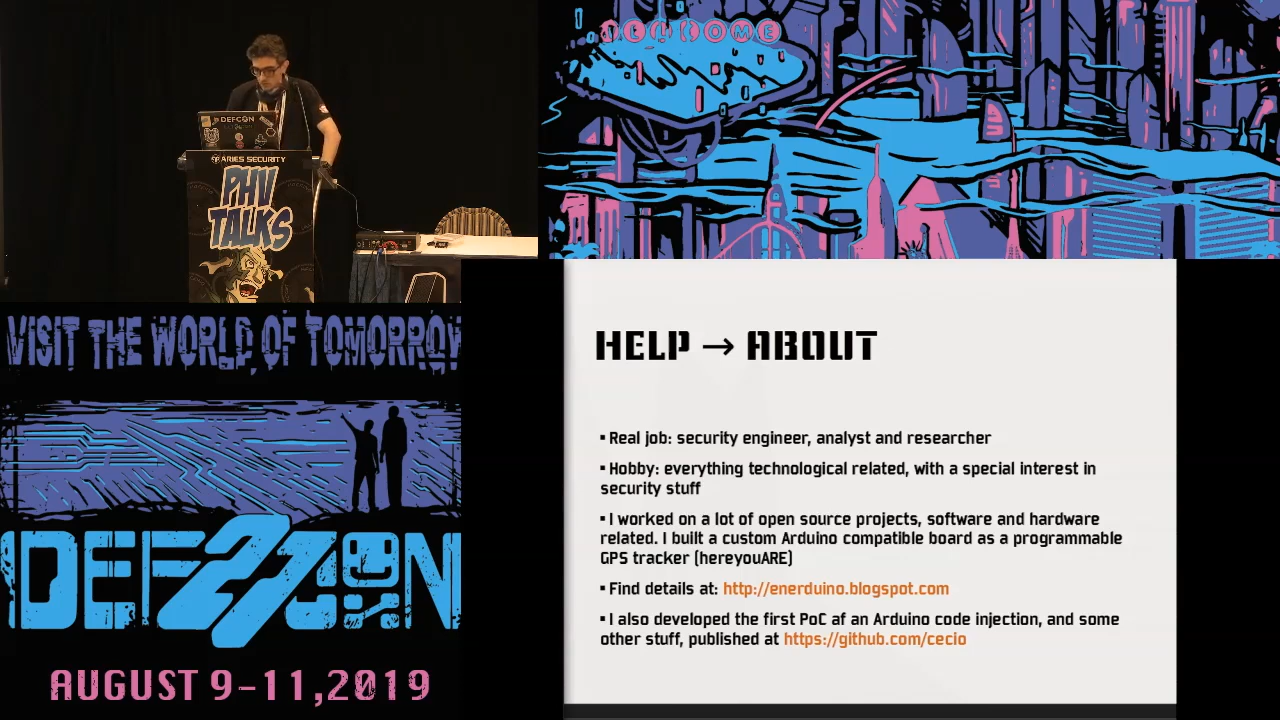 WELCOME
DEFCON
ARIES SECURITY
PHV
TALKS
VISIT THE WORLD OF TOMORROW
DEF 27 CON
AUGUST 9-11,2019
HELP → ABOUT
▪ Real job: security engineer, analyst and researcher
▪ Hobby: everything technological related, with a special interest in
security stuff
▪ I worked on a lot of open source projects, software and hardware
related. I built a custom Arduino compatible board as a programmable
GPS tracker (hereyouARE)
▪ Find details at: http://enerduino.blogspot.com
▪ I also developed the first PoC af an Arduino code injection, and some
other stuff, published at https://github.com/cecio